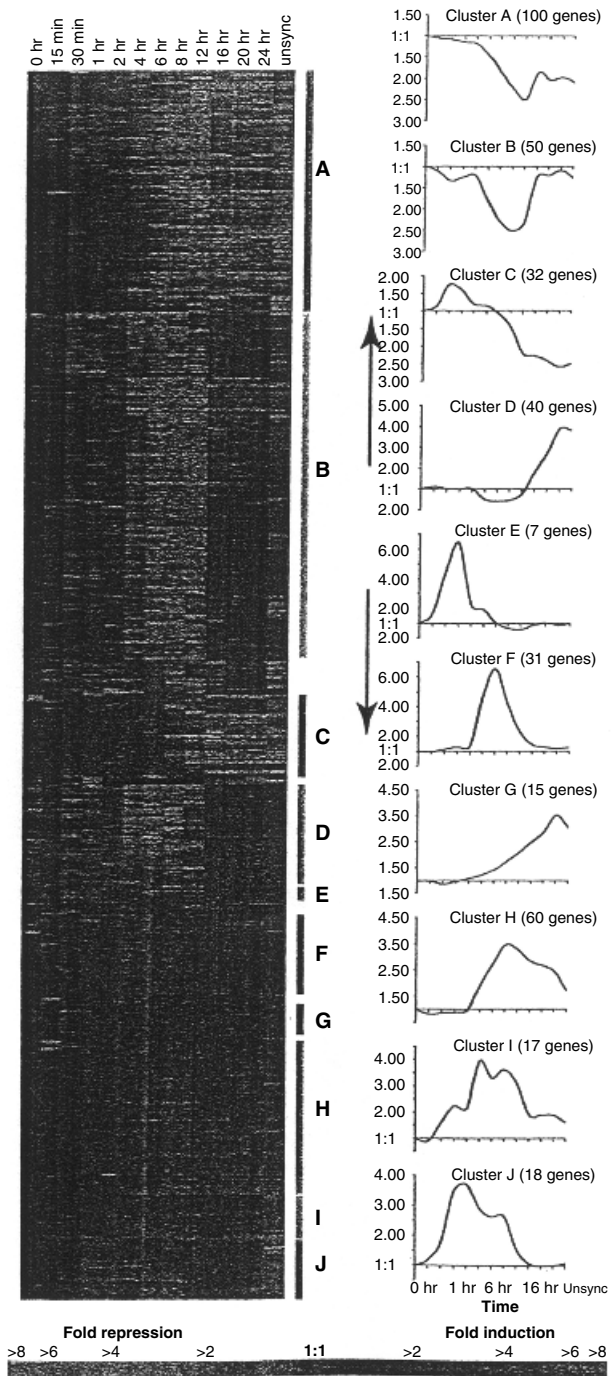 0 hr
15 min
30 min
1 hr
2 hr
4 hr
6 hr
8 hr
12 hr
16 hr
20 hr
24 hr
unsync
A
B
C
D
E
F
G
H
I
J
Cluster A (100 genes)
1.50
1:1
1.50
2.00
2.50
3.00
Cluster B (50 genes)
1.50
1:1
1.50
2.00
2.50
3.00
Cluster C (32 genes)
2.00
1.50
1:1
1.50
2.00
2.50
3.00
Cluster D (40 genes)
5.00
4.00
3.00
2.00
1:1
2.00
Cluster E (7 genes)
6.00
4.00
2.00
1:1
2.00
Cluster F (31 genes)
6.00
4.00
2.00
1:1
2.00
Cluster G (15 genes)
4.50
3.50
2.50
1.50
1.50
Cluster H (60 genes)
4.50
3.50
2.50
1.50
Cluster I (17 genes)
4.00
3.00
2.00
1:1
Cluster J (18 genes)
4.00
3.00
2.00
1:1
0 hr 1 hr 6 hr 16 hr Unsync
Time
Fold repression Fold induction
>8 >6 >4 >2 1:1 >2 >4 >6 >8